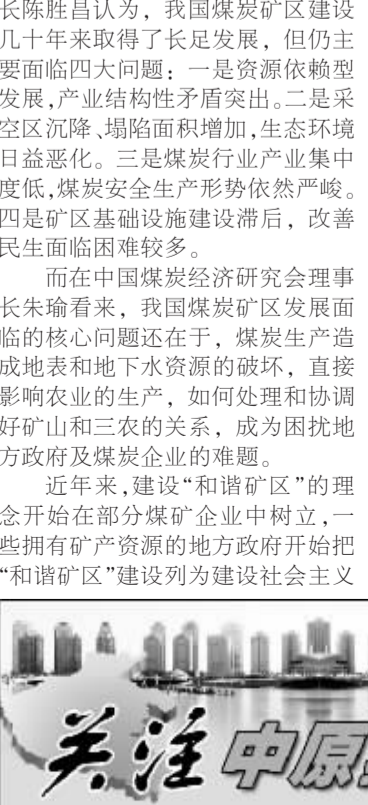 长陈胜昌认为，我国煤炭矿区建设
几十年来取得了长足发展，但仍主
要面临四大问题：一是资源依赖型
发展,产业结构性矛盾突出。二是采
空区沉降、塌陷面积增加,生态环境
日益恶化。三是煤炭行业产业集中
度低,煤炭安全生产形势依然严峻。
四是矿区基础设施建设滞后，改善
民生面临困难较多。
而在中国煤炭经济研究会理事
长朱瑜看来，我国煤炭矿区发展面
临的核心问题还在于，煤炭生产造
成地表和地下水资源的破坏，直接
影响农业的生产，如何处理和协调
好矿山和三农的关系，成为困扰地
方政府及煤炭企业的难题。
近年来,建设“和谐矿区”的理
念开始在部分煤矿企业中树立,一
些拥有矿产资源的地方政府开始把
“和谐矿区”建设列为建设社会主义
关注 中原